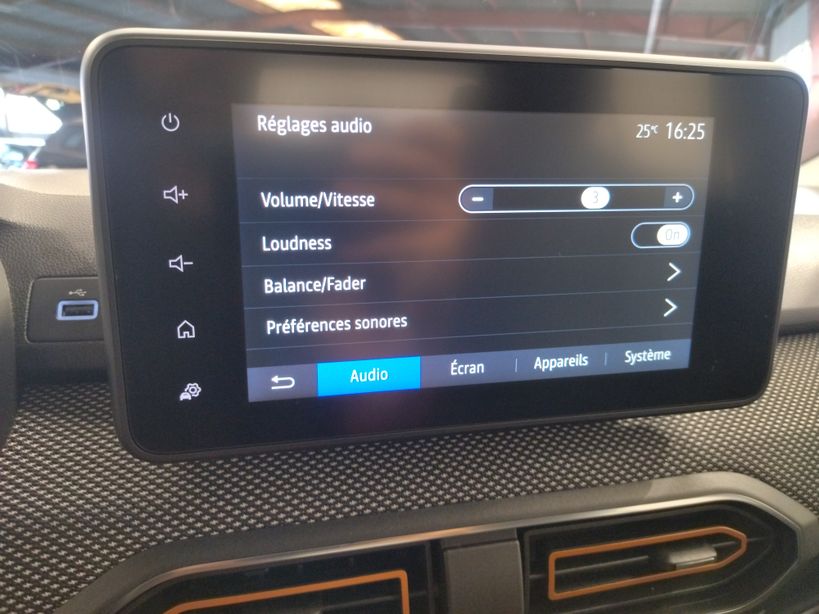 Réglages audio
25°C 16:25
Volume/Vitesse
- 3 +
Loudness
On
Balance/Fader
Préférences sonores
Audio
Écran
Appareils
Système